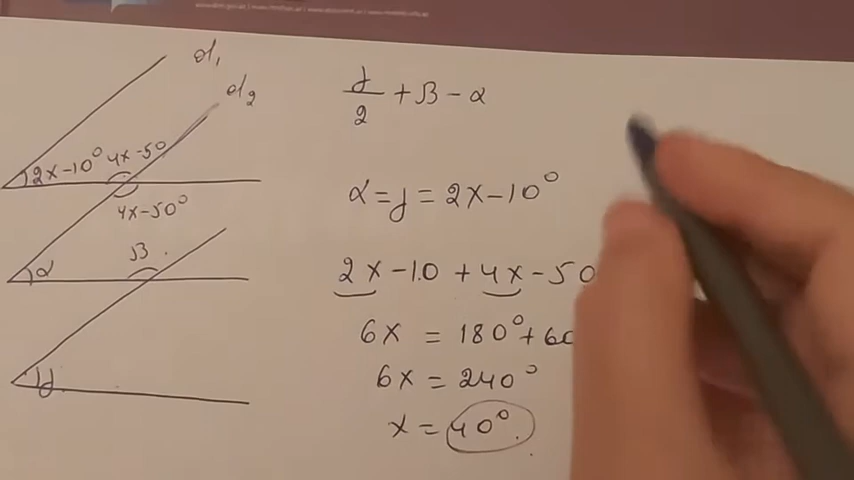 d₁
d₂
2x-10° 4x-50
4x-50°
α
β
γ
γ/2 + β - α
α = γ = 2x-10°
2x-10 + 4x-50
6x = 180° + 60
6x = 240°
x = 40°.